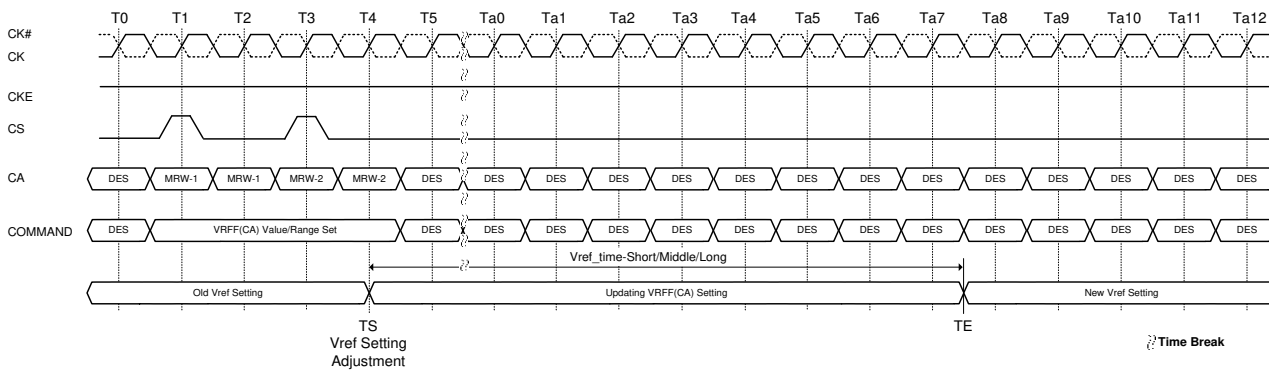 T0 T1 T2 T3 T4 T5 Ta0 Ta1 Ta2 Ta3 Ta4 Ta5 Ta6 Ta7 Ta8 Ta9 Ta10 Ta11 Ta12
CK#
CK
CKE
CS
CA DES MRW-1 MRW-1 MRW-2 MRW-2 DES DES DES DES DES DES DES DES DES DES DES DES DES DES
COMMAND DES VRFF(CA) Value/Range Set DES DES DES DES DES DES DES DES DES DES DES DES DES DES
Vref_time-Short/Middle/Long
Old Vref Setting Updating VRFF(CA) Setting New Vref Setting
TS TE
Vref Setting
Adjustment
Time Break